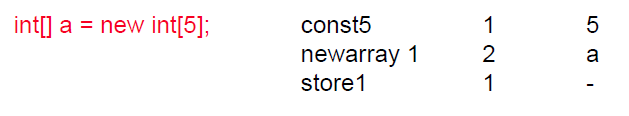 int[] a = new int[5]; const5 1 5
newarray 1 2 a
store1 1 -